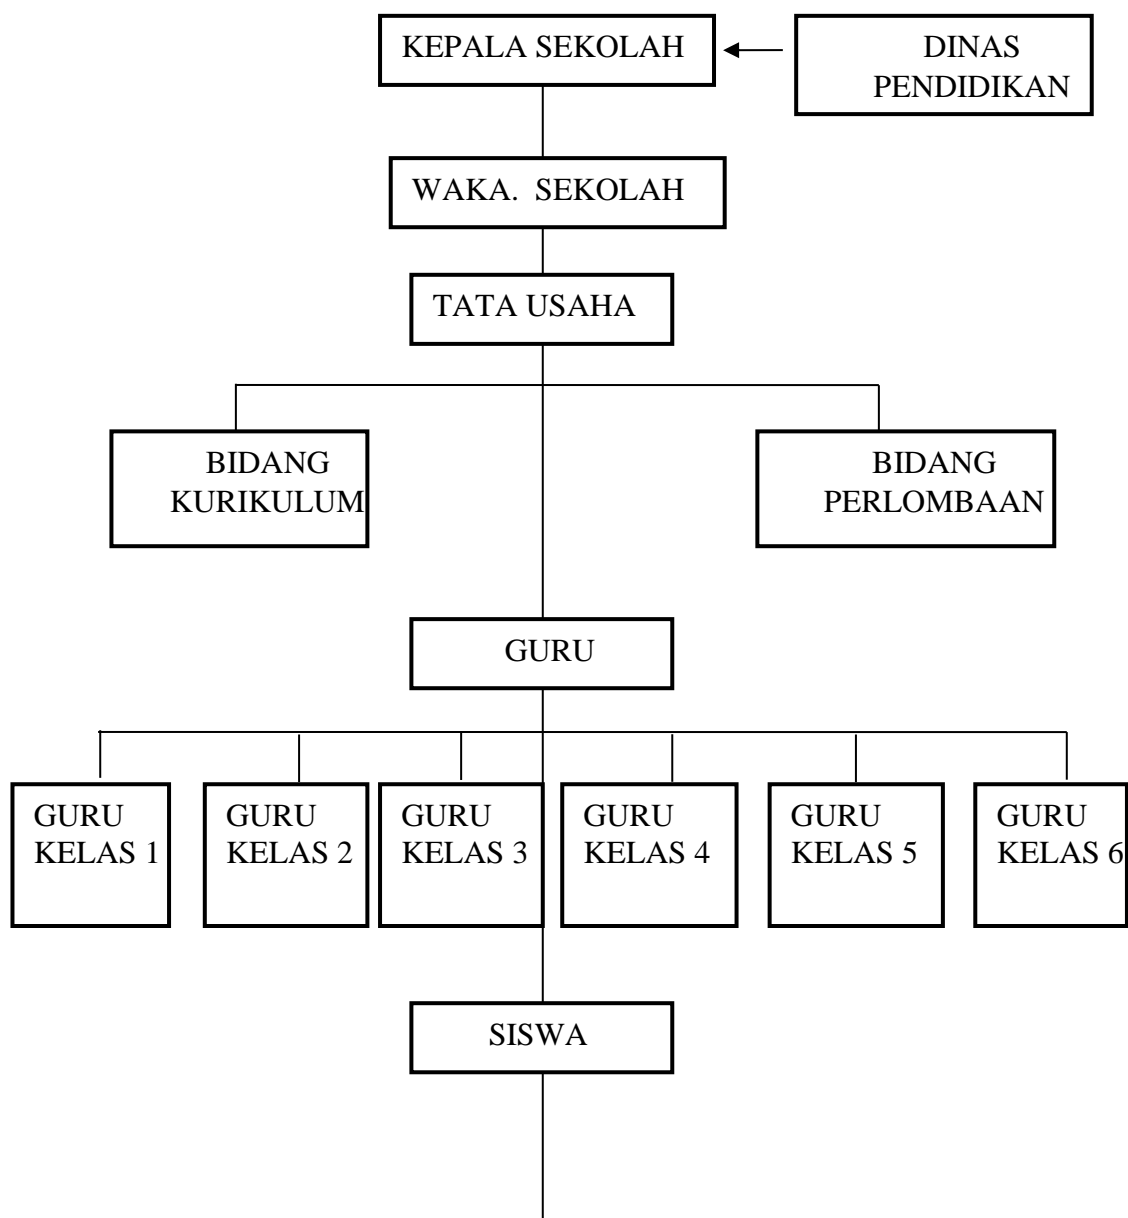 KEPALA SEKOLAH
DINAS
PENDIDIKAN
WAKA.  SEKOLAH
TATA USAHA
BIDANG
KURIKULUM
BIDANG
PERLOMBAAN
GURU
GURU
KELAS 1
GURU
KELAS 2
GURU
KELAS 3
GURU
KELAS 4
GURU
KELAS 5
GURU
KELAS 6
SISWA